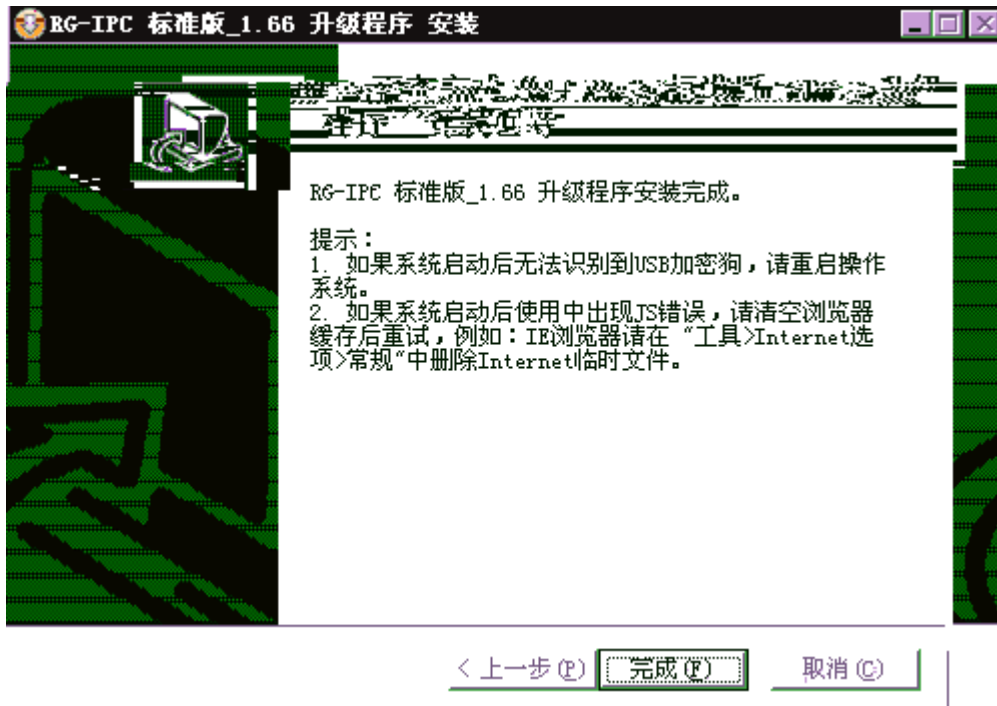 RG-IPC 标准版_1.66 升级程序 安装
RG-IPC 标准版_1.66 升级程序安装完成。
提示：
1. 如果系统启动后无法识别到USB加密狗，请重启操作
系统。
2. 如果系统启动后使用中出现JS错误，请清空浏览器
缓存后重试，例如：IE浏览器请在 "工具>Internet选
项>常规"中删除Internet临时文件。
< 上一步(P)
完成(F)
取消(C)